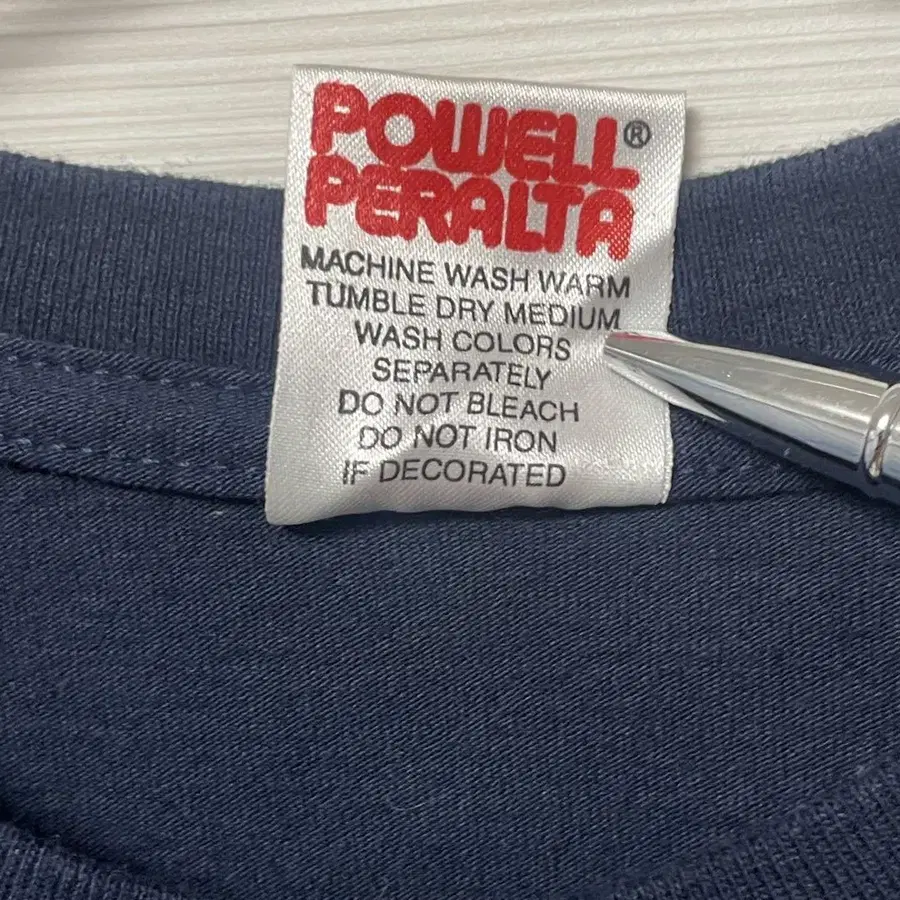 POWELL®
PERALTA
MACHINE WASH WARM
TUMBLE DRY MEDIUM
WASH COLORS
SEPARATELY
DO NOT BLEACH
DO NOT IRON
IF DECORATED